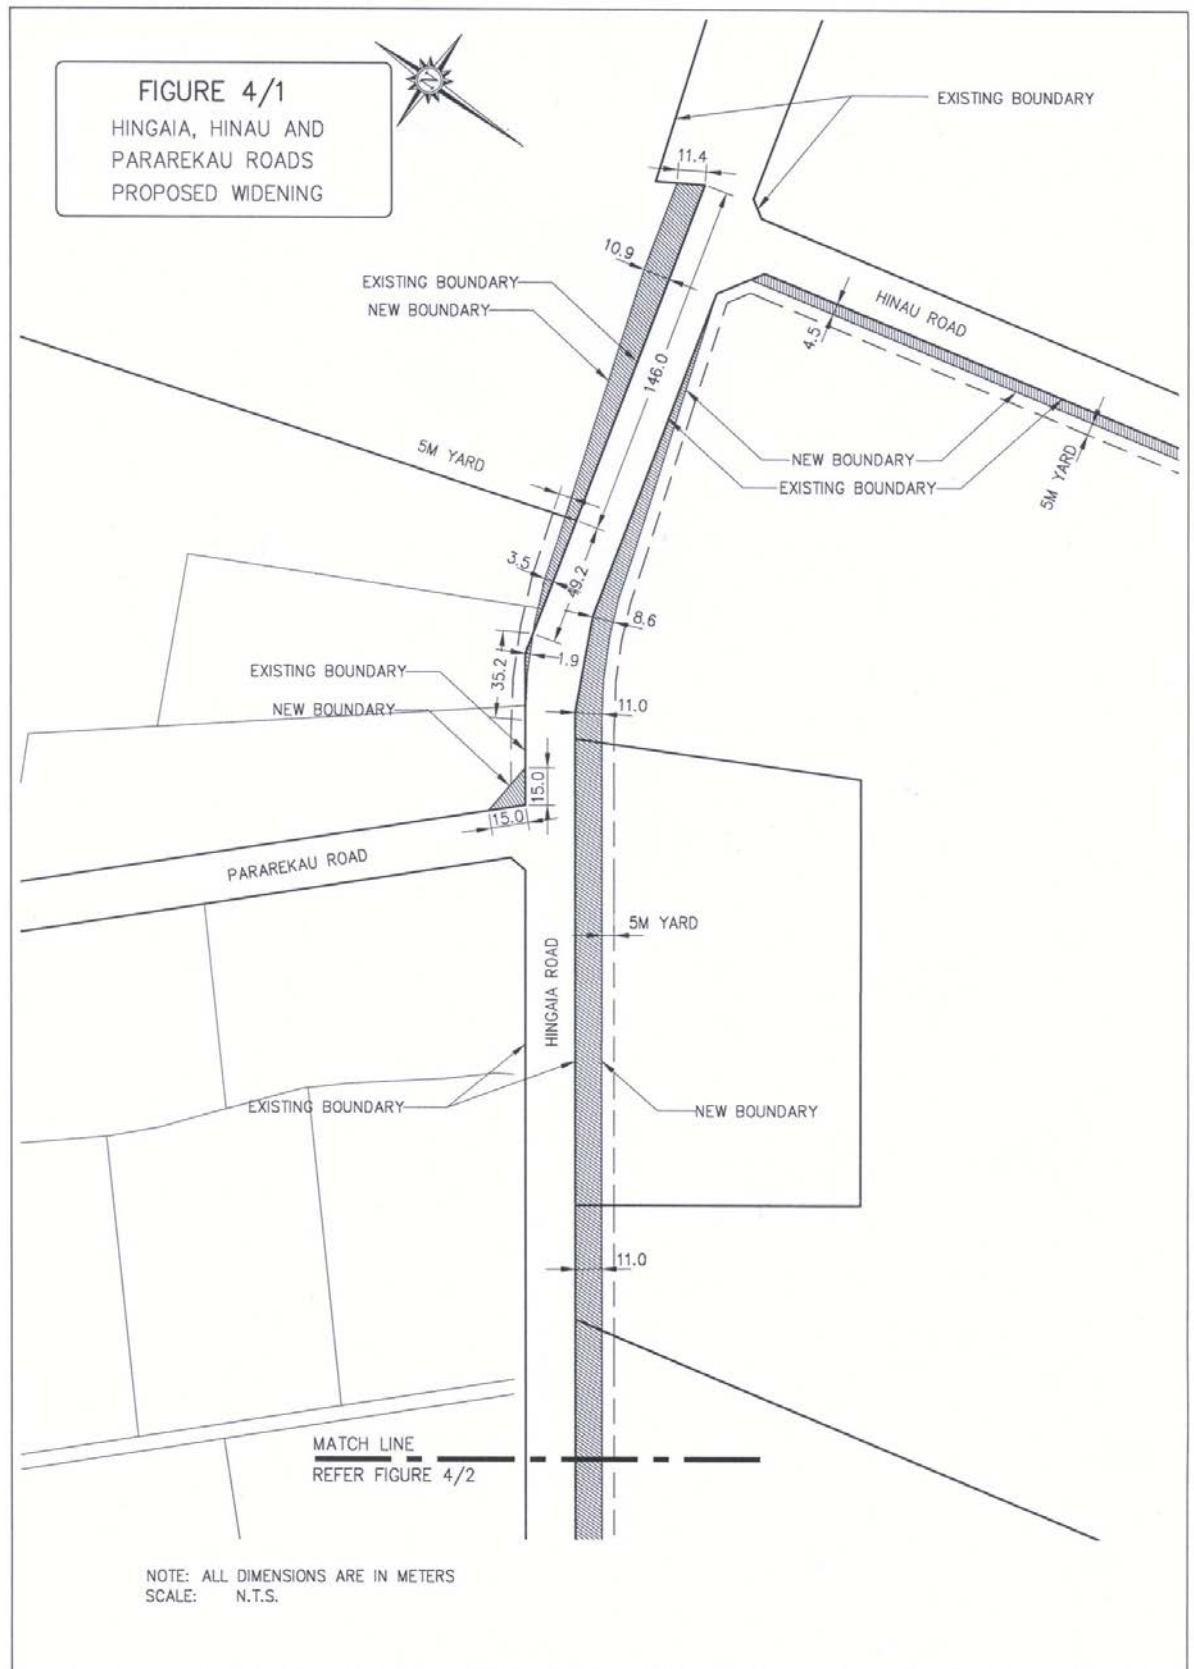 FIGURE 4/1
HINGAIA, HINAU AND
PARAREKAU ROADS
PROPOSED WIDENING
N
EXISTING BOUNDARY
11.4
10.9
EXISTING BOUNDARY
NEW BOUNDARY
HINAU ROAD
4.5
146.0
5M YARD
NEW BOUNDARY
EXISTING BOUNDARY
5M YARD
3.5
49.2
8.6
35.2
1.9
EXISTING BOUNDARY
NEW BOUNDARY
11.0
15.0
15.0
PARAREKAU ROAD
5M YARD
HINGAIA ROAD
EXISTING BOUNDARY
NEW BOUNDARY
11.0
MATCH LINE
REFER FIGURE 4/2
NOTE: ALL DIMENSIONS ARE IN METERS
SCALE: N.T.S.